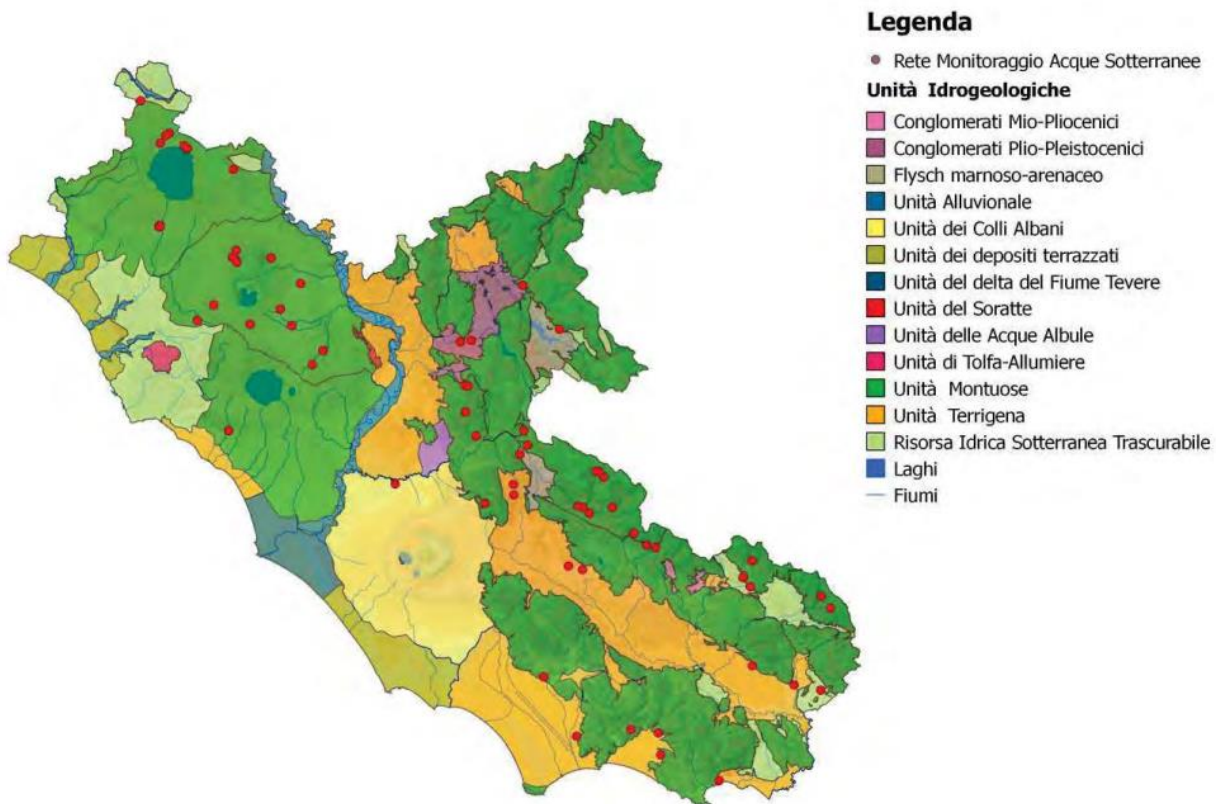 Legenda
Rete Monitoraggio Acque Sotterranee
Unità Idrogeologiche
Conglomerati Mio-Pliocenici
Conglomerati Plio-Pleistocenici
Flysch marnoso-arenaceo
Unità Alluvionale
Unità dei Colli Albani
Unità dei depositi terrazzati
Unità del delta del Fiume Tevere
Unità del Soratte
Unità delle Acque Albule
Unità di Tolfa-Allumiere
Unità Montuose
Unità Terrigena
Risorsa Idrica Sotterranea Trascurabile
Laghi
Fiumi